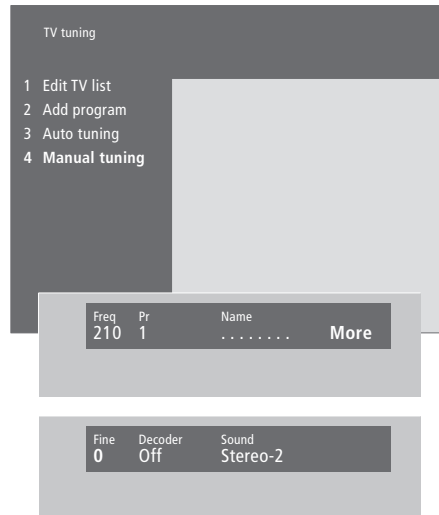 TV tuning
1 Edit TV list
2 Add program
3 Auto tuning
4 Manual tuning
Freq Pr Name
210 1 . . . . . . . . More
Fine Decoder Sound
0 Off Stereo-2